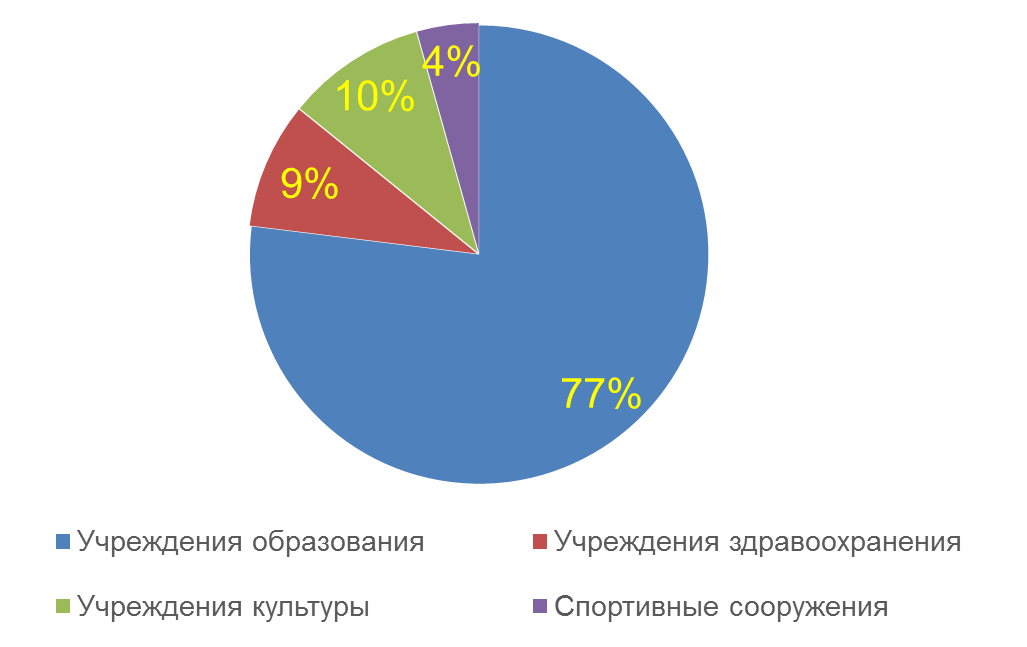 4%
10%
9%
77%
Учреждения образования
Учреждения здравоохранения
Учреждения культуры
Спортивные сооружения